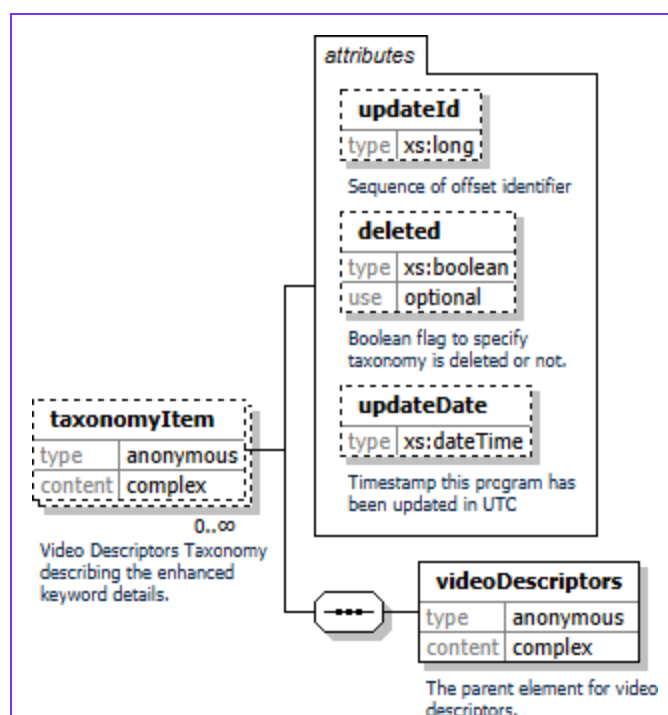 attributes
updateId
type xs:long
Sequence of offset identifier
deleted
type xs:boolean
use optional
Boolean flag to specify
taxonomy is deleted or not.
updateDate
type xs:dateTime
Timestamp this program has
been updated in UTC
taxonomyItem
type anonymous
content complex
0..∞
Video Descriptors Taxonomy
describing the enhanced
keyword details.
videoDescriptors
type anonymous
content complex
The parent element for video
descriptors.